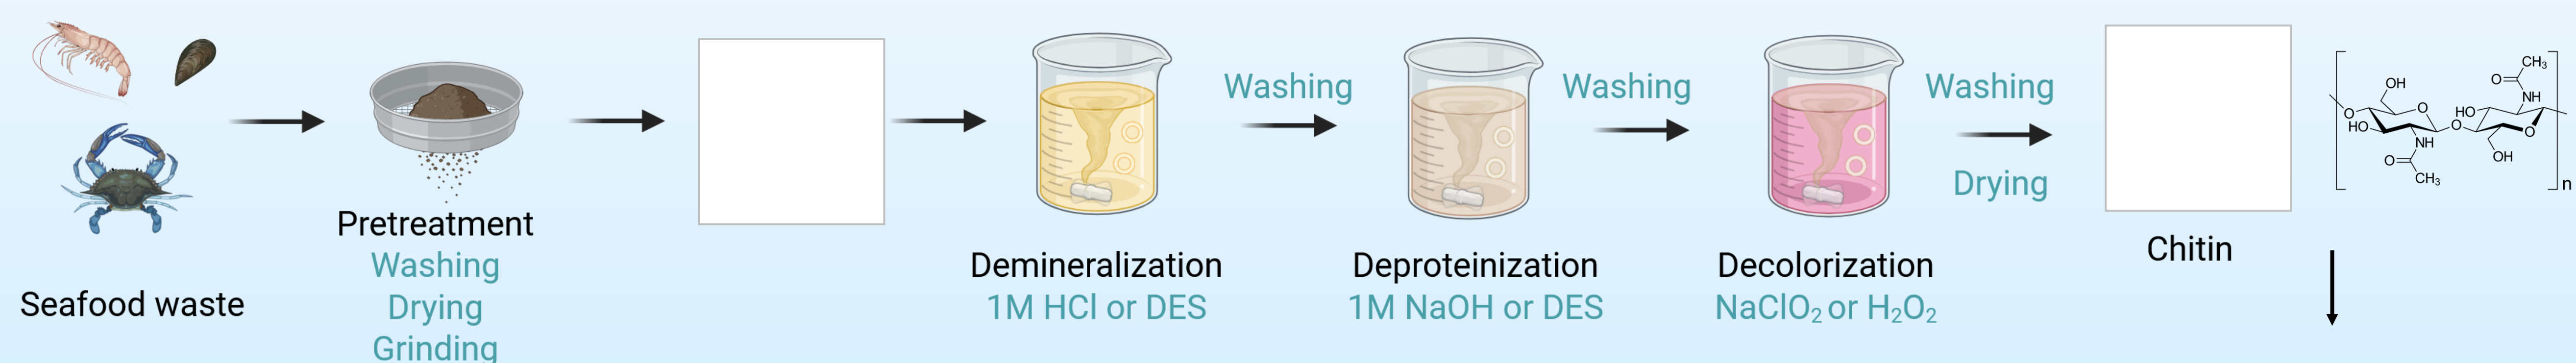 Seafood waste
Pretreatment
Washing
Drying
Grinding
Demineralization
1M HCl or DES
Washing
Deproteinization
1M NaOH or DES
Washing
Decolorization
NaClO₂ or H₂O₂
Washing
Drying
Chitin
CH₃
O
NH
OH
HO
O
O
O
HO
O
NH
OH
O
CH₃
n